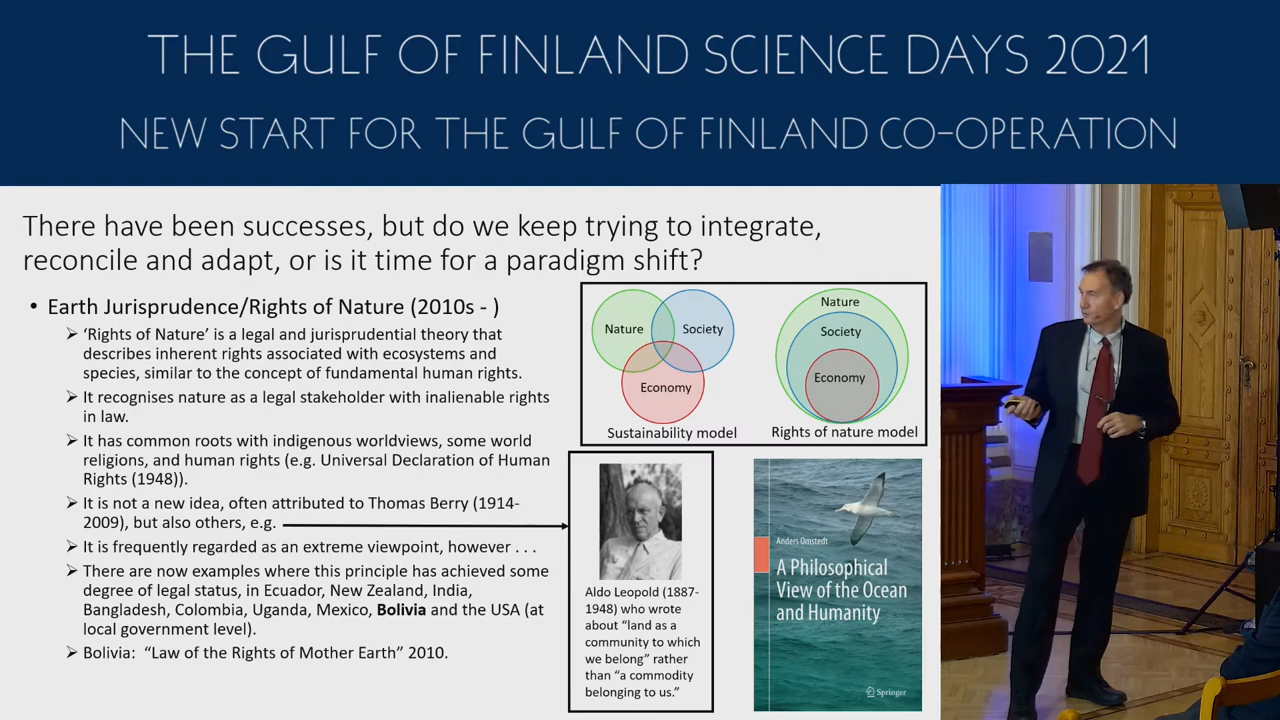 THE GULF OF FINLAND SCIENCE DAYS 2021
NEW START FOR THE GULF OF FINLAND CO-OPERATION
There have been successes, but do we keep trying to integrate,
reconcile and adapt, or is it time for a paradigm shift?
• Earth Jurisprudence/Rights of Nature (2010s - )
➢ ‘Rights of Nature’ is a legal and jurisprudential theory that
describes inherent rights associated with ecosystems and
species, similar to the concept of fundamental human rights.
➢ It recognises nature as a legal stakeholder with inalienable rights
in law.
➢ It has common roots with indigenous worldviews, some world
religions, and human rights (e.g. Universal Declaration of Human
Rights (1948)).
➢ It is not a new idea, often attributed to Thomas Berry (1914-
2009), but also others, e.g.
➢ It is frequently regarded as an extreme viewpoint, however . . .
➢ There are now examples where this principle has achieved some
degree of legal status, in Ecuador, New Zealand, India,
Bangladesh, Colombia, Uganda, Mexico, Bolivia and the USA (at
local government level).
➢ Bolivia: “Law of the Rights of Mother Earth” 2010.
Nature
Society
Economy
Sustainability model
Nature
Society
Economy
Rights of nature model
Aldo Leopold (1887-
1948) who wrote
about “land as a
community to which
we belong” rather
than “a commodity
belonging to us.”
Anders Omstedt
A Philosophical
View of the Ocean
and Humanity
Springer